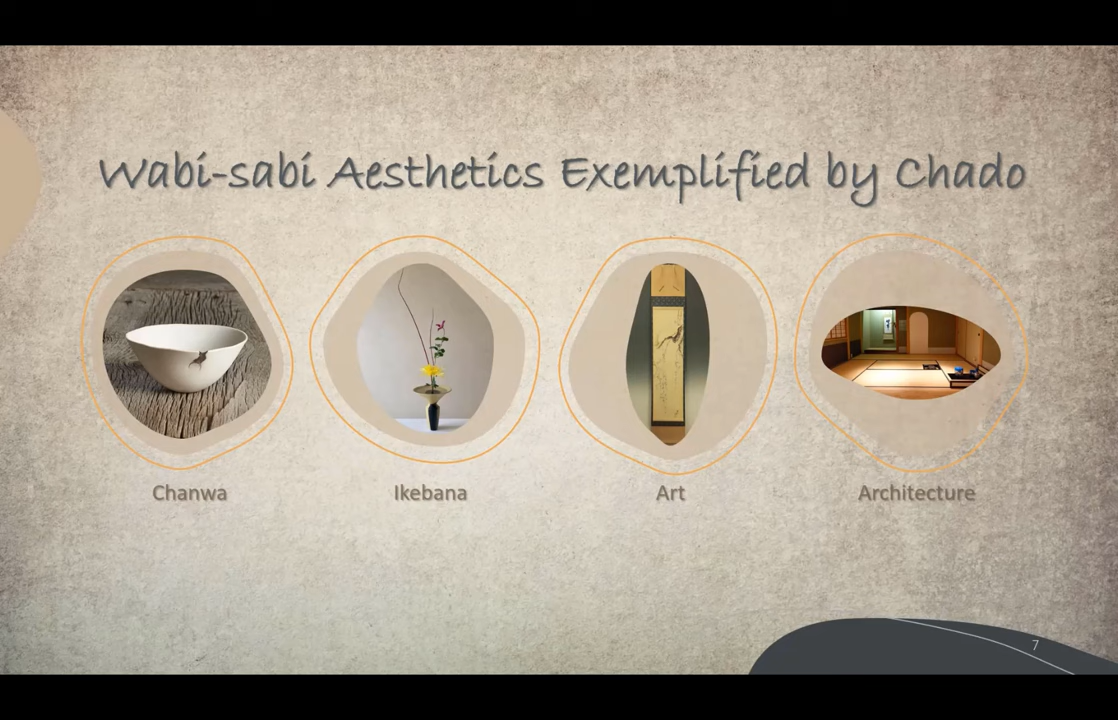 Wabi-sabi Aesthetics Exemplified by Chado
Chanwa
Ikebana
Art
Architecture
7